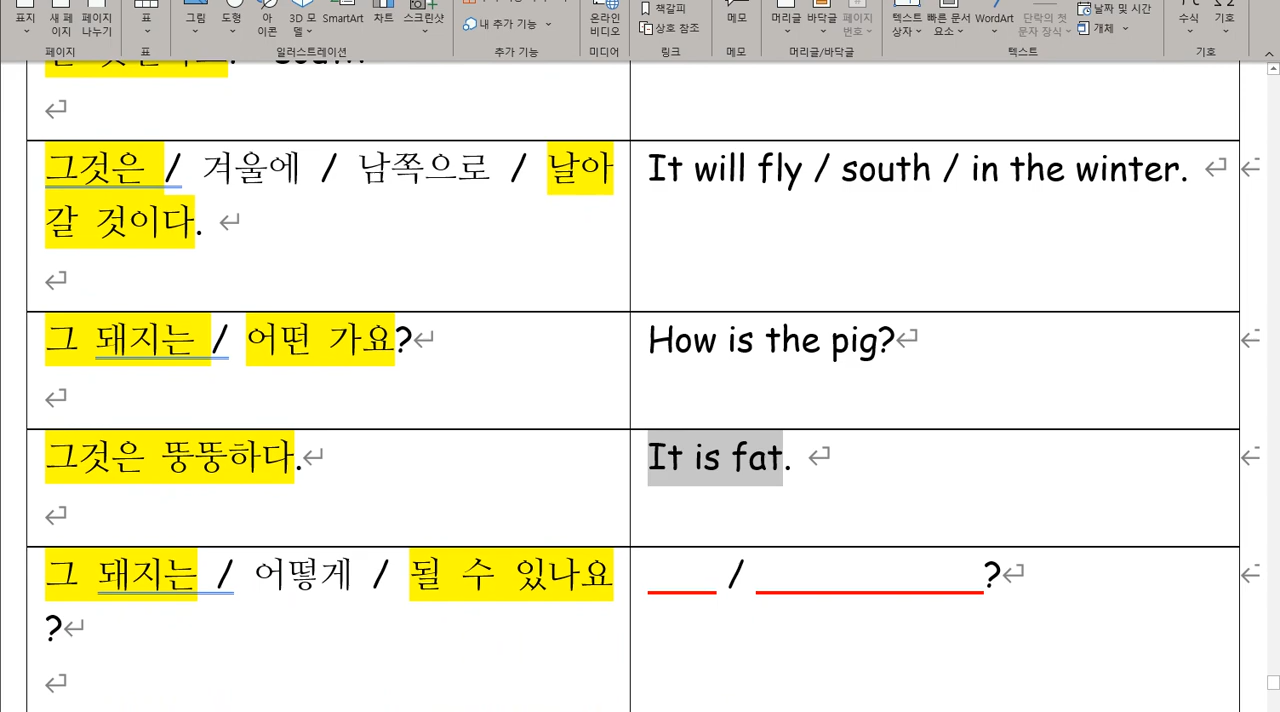 표지 새 페이지 페이지 나누기 표 그림 도형 아이콘 3D 모델 SmartArt 차트 스크린샷 내 추가 기능 온라인 비디오 책갈피 상호 참조 메모 머리글 바닥글 페이지 번호 텍스트 상자 빠른 문서 요소 WordArt 단락의 첫 문자 장식 날짜 및 시간 개체 수식 기호
페이지 표 일러스트레이션 추가 기능 미디어 링크 메모 머리글/바닥글 텍스트 기호
그것은 / 겨울에 / 남쪽으로 / 날아
갈 것이다.
It will fly / south / in the winter.
그 돼지는 / 어떤 가요?
How is the pig?
그것은 뚱뚱하다.
It is fat.
그 돼지는 / 어떻게 / 될 수 있나요
?
____ / ____________?